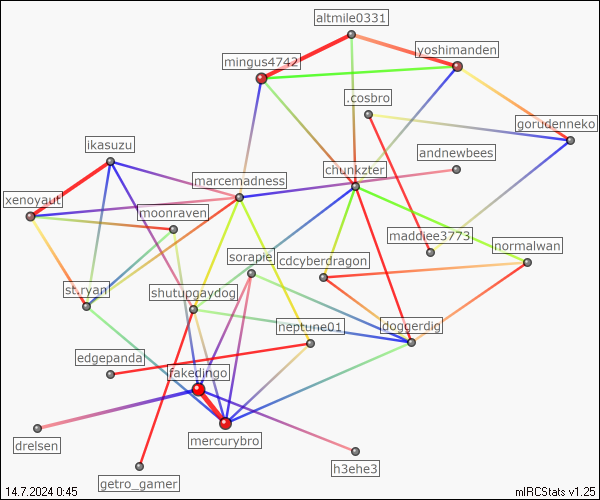 altmile0331
yoshimanden
mingus4742
.cosbro
gorudenneko
ikasuzu
andnewbees
chunkzter
marcemadness
xenoyaut
moonraven
maddiee3773
normalwan
sorapie
cdcyberdragon
st.ryan
shutupgaydog
neptune01
doggerdig
edgepanda
fakedingo
mercurybro
drelsen
h3ehe3
getro_gamer
14.7.2024 0:45
mIRCStats v1.25